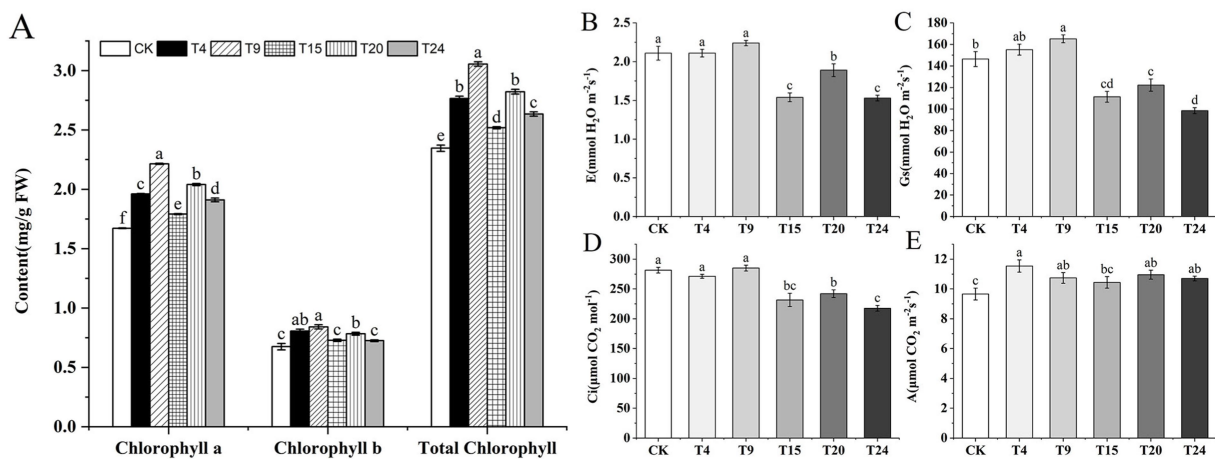 A
CK T4 T9 T15 T20 T24
Content(mg/g FW)
3.0
2.5
2.0
1.5
1.0
0.5
0.0
f c a e b d
c ab a c b c
e b a d b c
Chlorophyll a Chlorophyll b Total Chlorophyll
B
E(mmol H₂O m⁻²s⁻¹)
2.5
2.0
1.5
1.0
0.5
0.0
a a a c b c
CK T4 T9 T15 T20 T24
C
Gs(mmol H₂O m⁻²s⁻¹)
180
160
140
120
100
80
60
40
20
0
b ab a cd c d
CK T4 T9 T15 T20 T24
D
Ci(μmol CO₂ mol⁻¹)
300
250
200
150
100
50
0
a a a bc b c
CK T4 T9 T15 T20 T24
E
A(μmol CO₂ m⁻²s⁻¹)
14
12
10
8
6
4
2
0
c a ab bc ab ab
CK T4 T9 T15 T20 T24